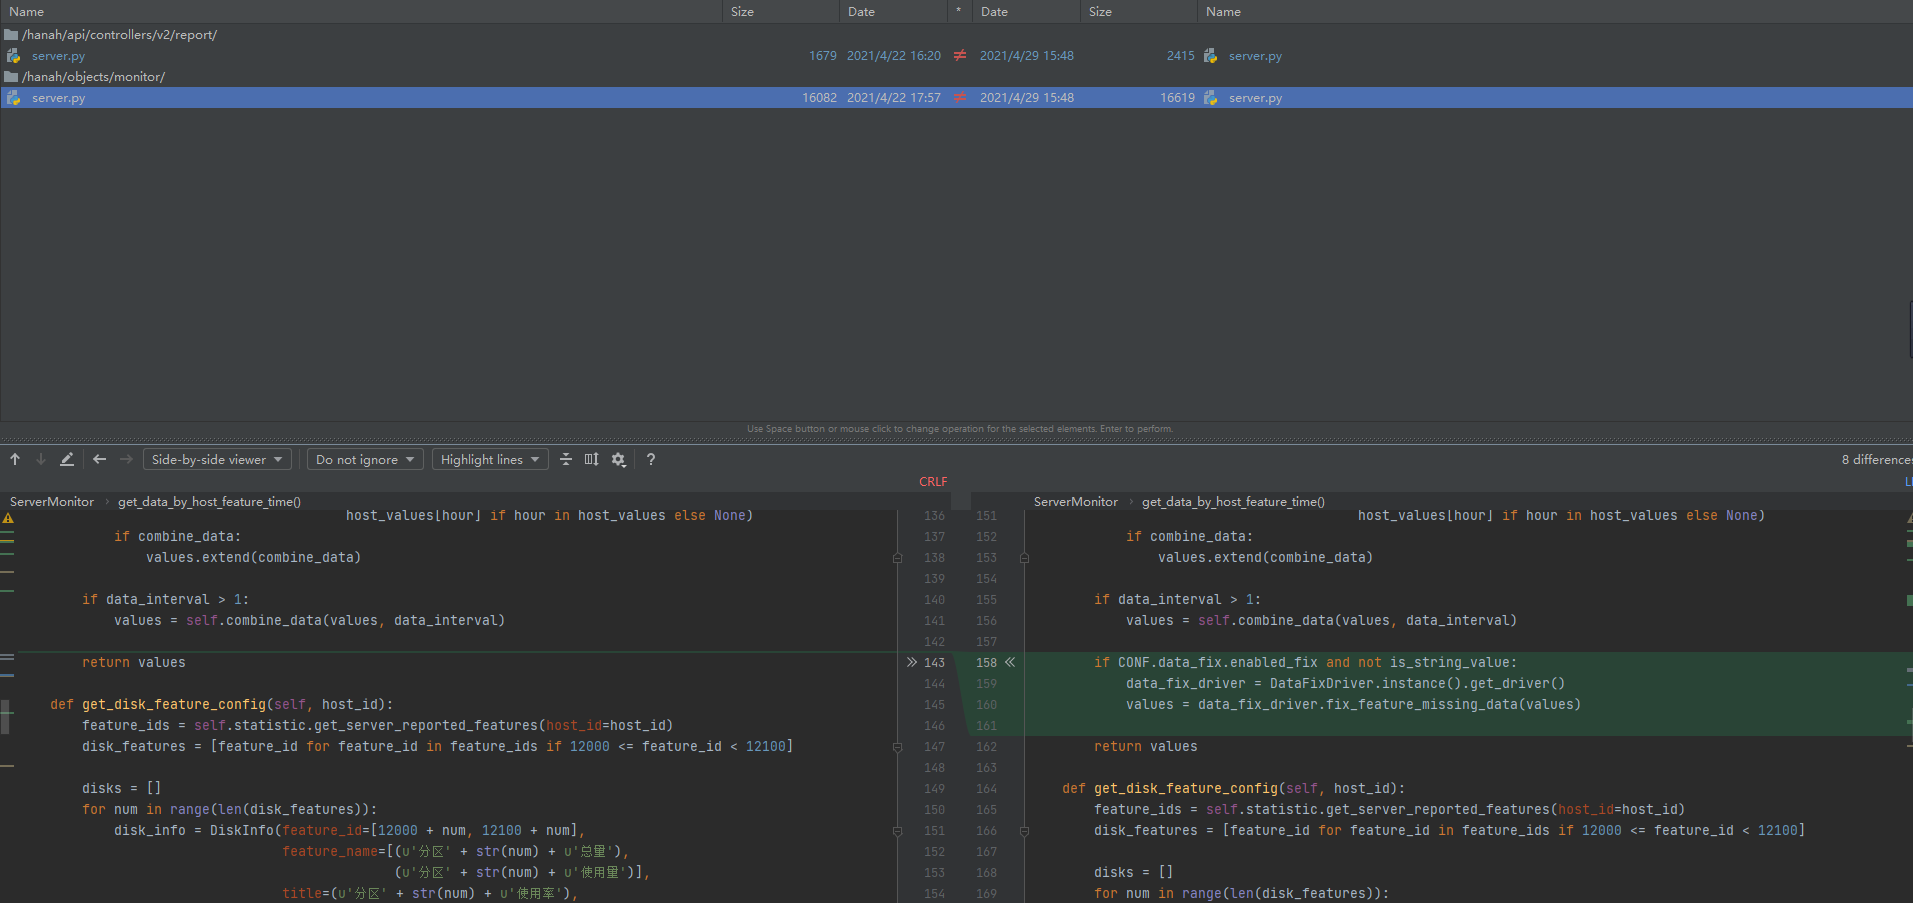 Name Size Date * Date Size Name
/hanah/api/controllers/v2/report/
server.py 1679 2021/4/22 16:20 ≠ 2021/4/29 15:48 2415 server.py
/hanah/objects/monitor/
server.py 16082 2021/4/22 17:57 ≠ 2021/4/29 15:48 16619 server.py
Use Space button or mouse click to change operation for the selected elements. Enter to perform.
Side-by-side viewer Do not ignore Highlight lines ? 8 differences
CRLF
ServerMonitor › get_data_by_host_feature_time()
host_values[hour] if hour in host_values else None) 136
if combine_data: 137
values.extend(combine_data) 138
139
if data_interval > 1: 140
values = self.combine_data(values, data_interval) 141
142
return values » 143
144
def get_disk_feature_config(self, host_id): 145
feature_ids = self.statistic.get_server_reported_features(host_id=host_id) 146
disk_features = [feature_id for feature_id in feature_ids if 12000 <= feature_id < 12100] 147
148
disks = [] 149
for num in range(len(disk_features)): 150
disk_info = DiskInfo(feature_id=[12000 + num, 12100 + num], 151
feature_name=[(u'分区' + str(num) + u'总量'), 152
(u'分区' + str(num) + u'使用量')], 153
title=(u'分区' + str(num) + u'使用率'), 154
ServerMonitor › get_data_by_host_feature_time()
151 host_values[hour] if hour in host_values else None)
152 if combine_data:
153 values.extend(combine_data)
154
155 if data_interval > 1:
156 values = self.combine_data(values, data_interval)
157
158 « if CONF.data_fix.enabled_fix and not is_string_value:
159 data_fix_driver = DataFixDriver.instance().get_driver()
160 values = data_fix_driver.fix_feature_missing_data(values)
161
162 return values
163
164 def get_disk_feature_config(self, host_id):
165 feature_ids = self.statistic.get_server_reported_features(host_id=host_id)
166 disk_features = [feature_id for feature_id in feature_ids if 12000 <= feature_id < 12100]
167
168 disks = []
169 for num in range(len(disk_features)):